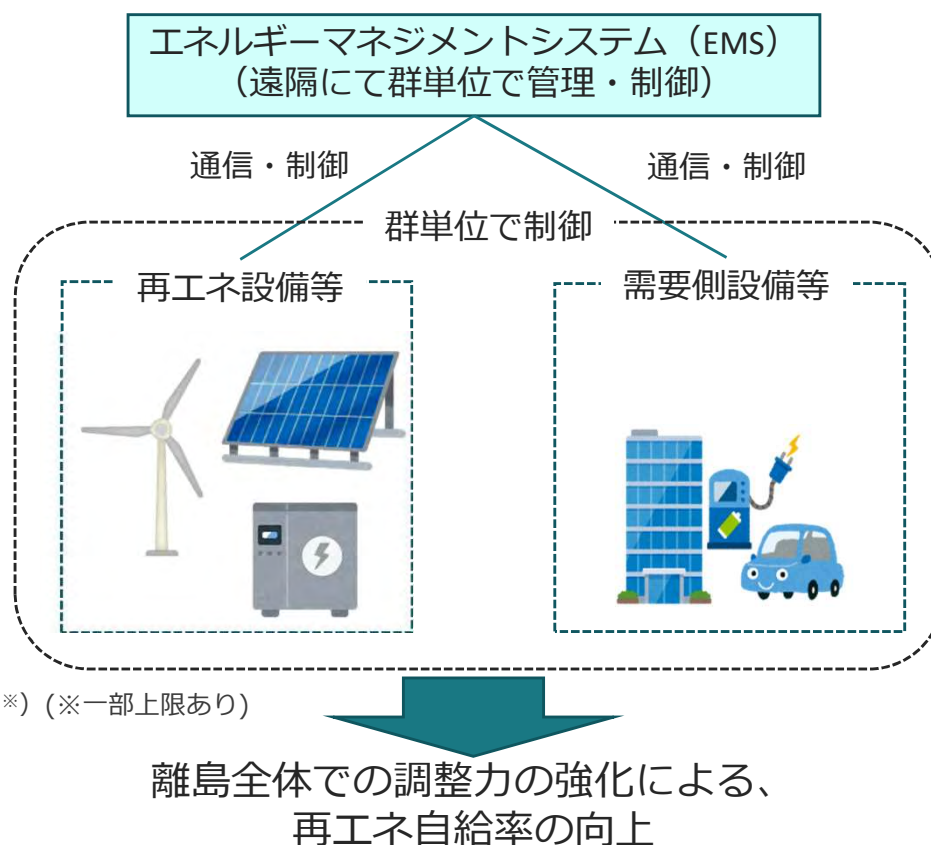 エネルギーマネジメントシステム（EMS）
（遠隔にて群単位で管理・制御）
通信・制御
通信・制御
群単位で制御
再エネ設備等
需要側設備等
※）(※一部上限あり)
離島全体での調整力の強化による、
再エネ自給率の向上